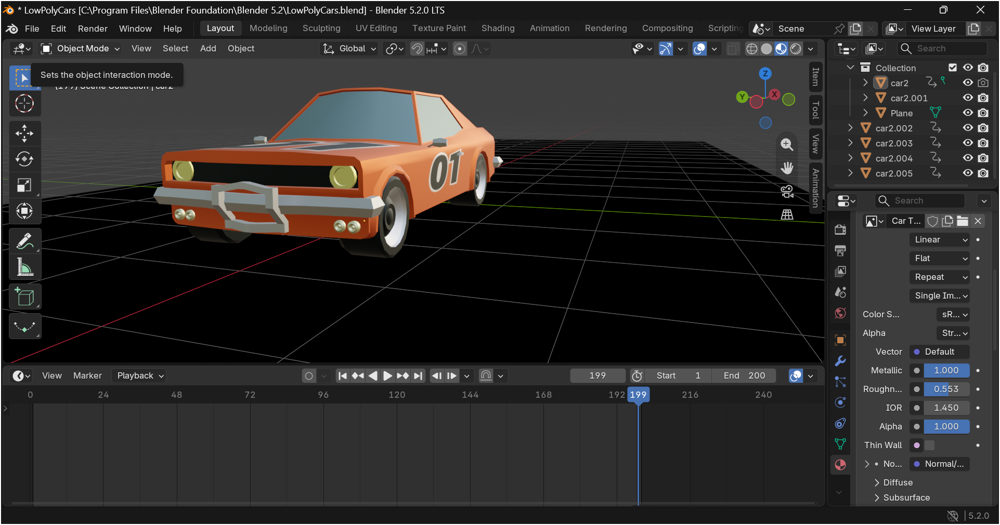 * LowPolyCars [C:\Program Files\Blender Foundation\Blender 5.2\LowPolyCars.blend] - Blender 5.2.0 LTS
File Edit Render Window Help Layout Modeling Sculpting UV Editing Texture Paint Shading Animation Rendering Compositing Scripting Scene View Layer
Object Mode View Select Add Object Global Search
Sets the object interaction mode.
(199) Scene Collection | car2
Z
Y
X
Item
Tool
View
Animation
01
Collection
car2
car2.001
Plane
car2.002
car2.003
car2.004
car2.005
Search
Car T...
Linear
Flat
Repeat
Single Im...
Color S... sR...
Alpha Str...
Vector Default
Metallic 1.000
Roughn... 0.553
IOR 1.450
Alpha 1.000
Thin Wall
No... Normal/...
Diffuse
Subsurface
View Marker Playback 199 Start 1 End 200
0 24 48 72 96 120 144 168 192 199 216 240
5.2.0